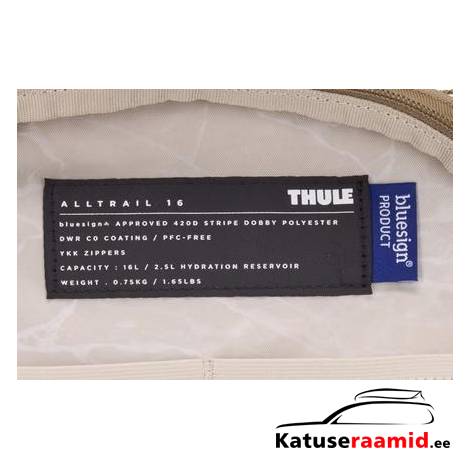 ALLTRAIL 16
THULE
bluesign® APPROVED 420D STRIPE DOBBY POLYESTER
DWR C0 COATING / PFC-FREE
YKK ZIPPERS
CAPACITY : 16L / 2.5L HYDRATION RESERVOIR
WEIGHT . 0.75KG / 1.65LBS
bluesign®
PRODUCT
Katuseraamid.ee